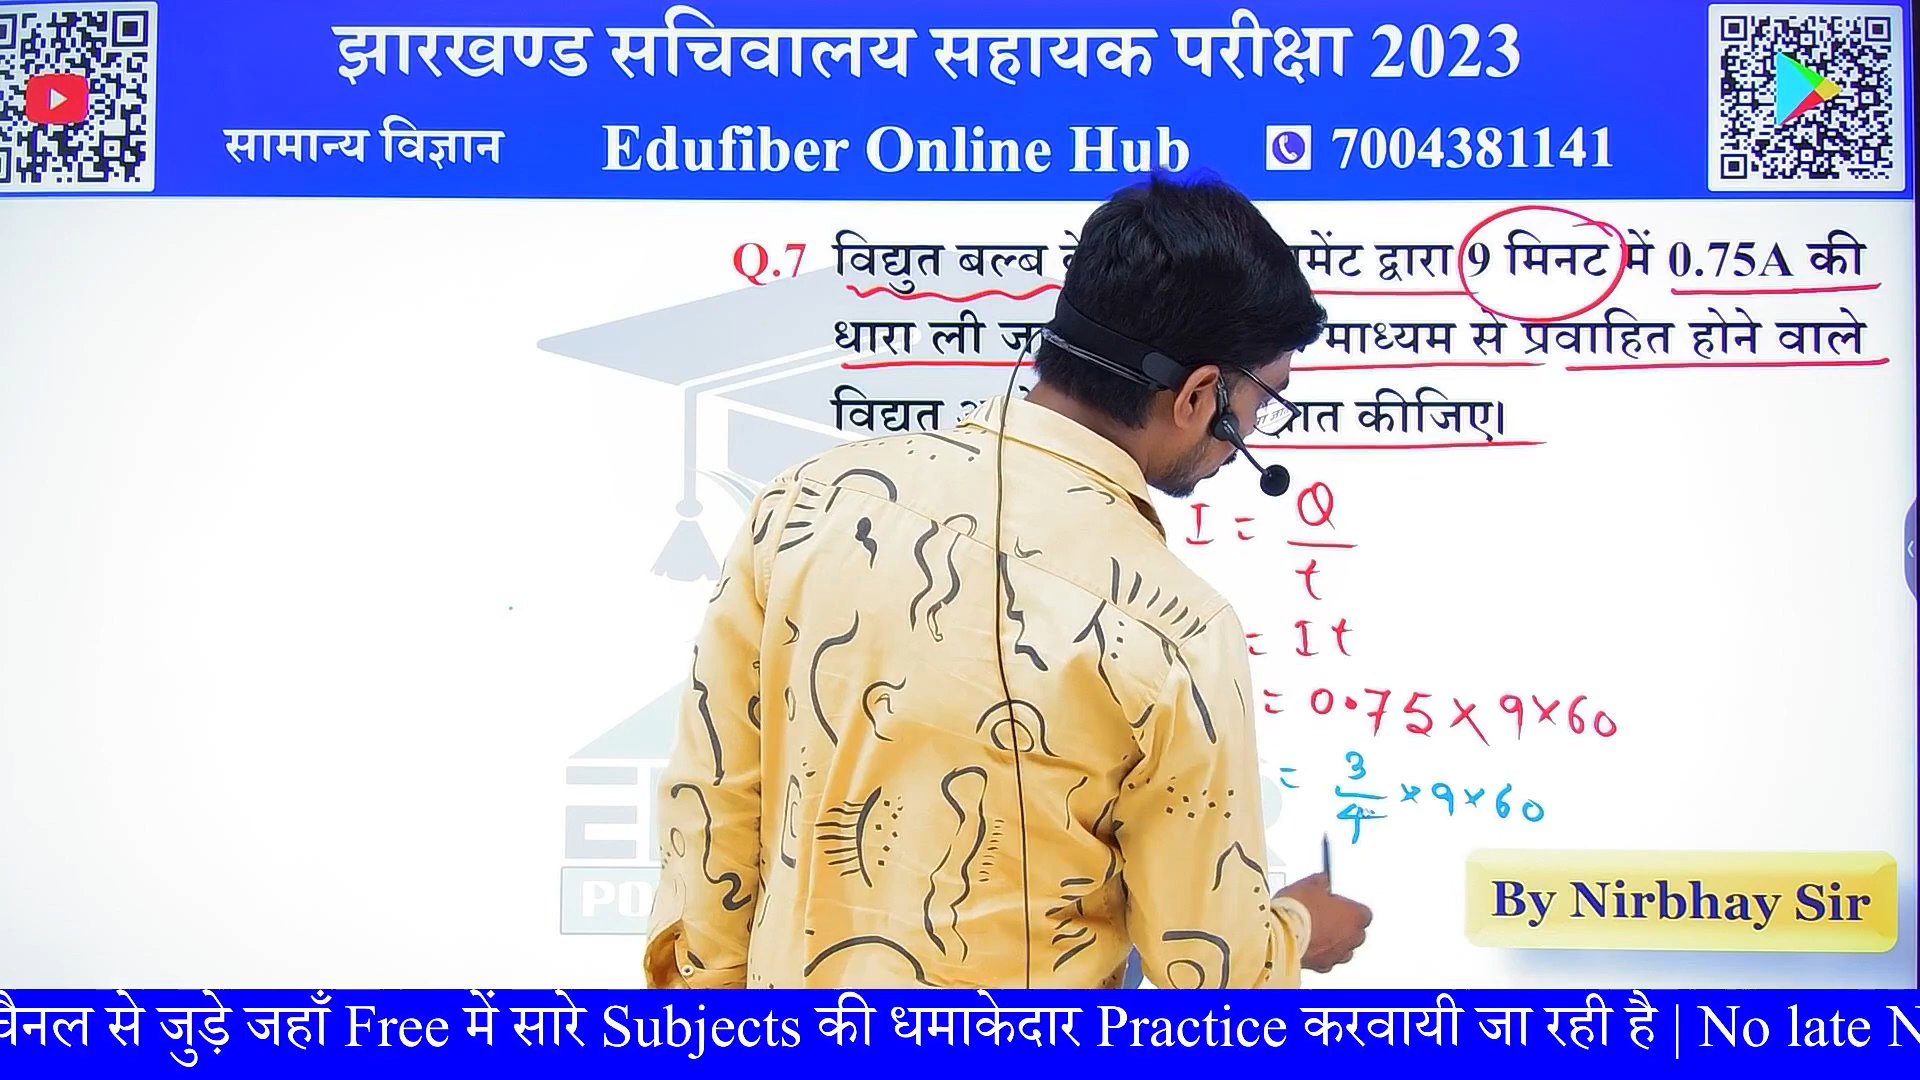 झारखण्ड सचिवालय सहायक परीक्षा 2023
सामान्य विज्ञान Edufiber Online Hub 7004381141
Q.7 विद्युत बल्ब द्वारा 9 मिनट में 0.75A की
धारा ली माध्यम से प्रवाहित होने वाले
विद्युत कीजिए।
I = Q/t
= It
= 0.75 × 9 × 60
= 3/4 × 9 × 60
By Nirbhay Sir
से जुड़े जहाँ Free में सारे Subjects की धमाकेदार Practice करवायी जा रही है | No late